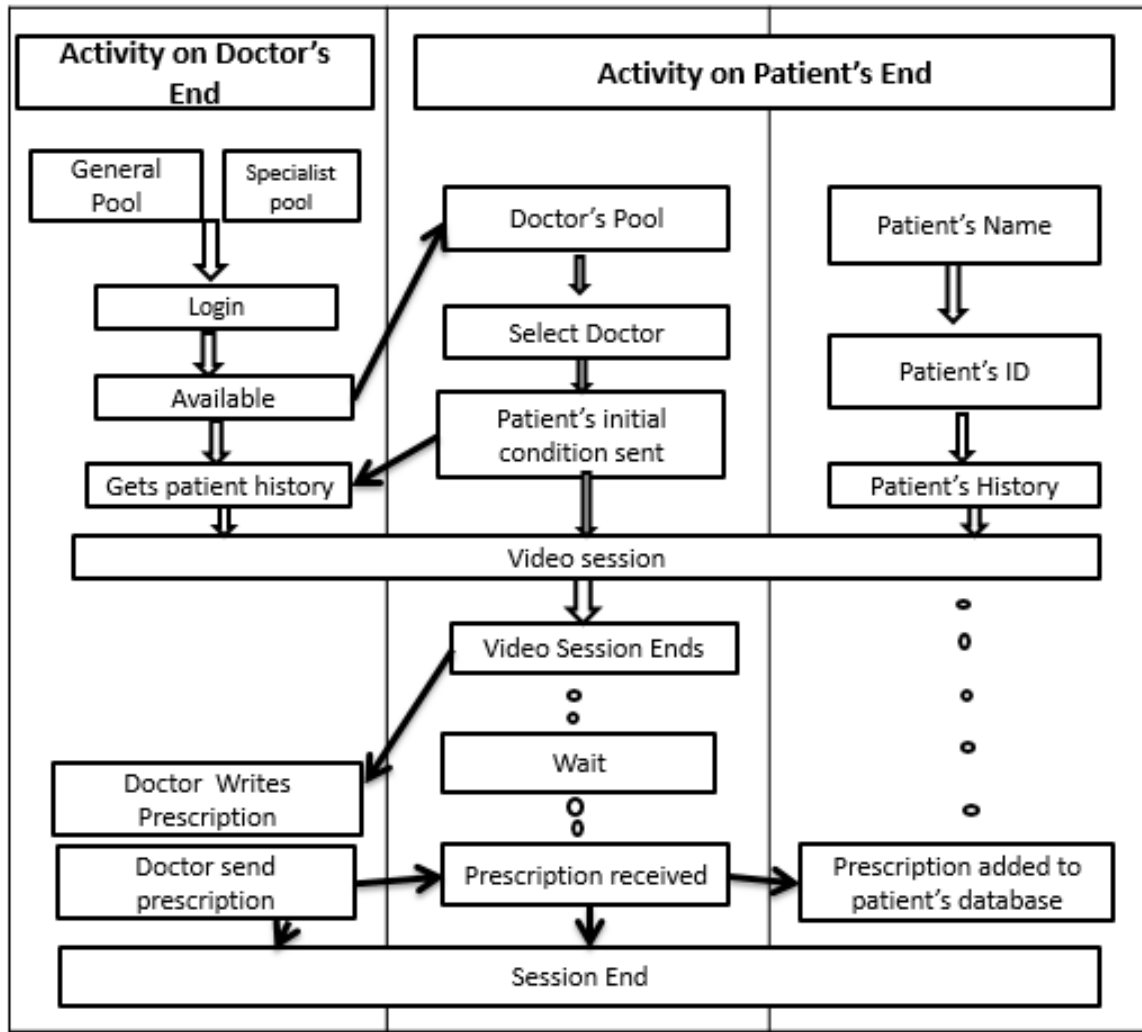 Activity on Doctor's
End
Activity on Patient's End
General
Pool
Specialist
pool
Login
Available
Gets patient history
Doctor's Pool
Select Doctor
Patient's initial
condition sent
Patient's Name
Patient's ID
Patient's History
Video session
Video Session Ends
Wait
Doctor Writes
Prescription
Doctor send
prescription
Prescription received
Prescription added to
patient's database
Session End